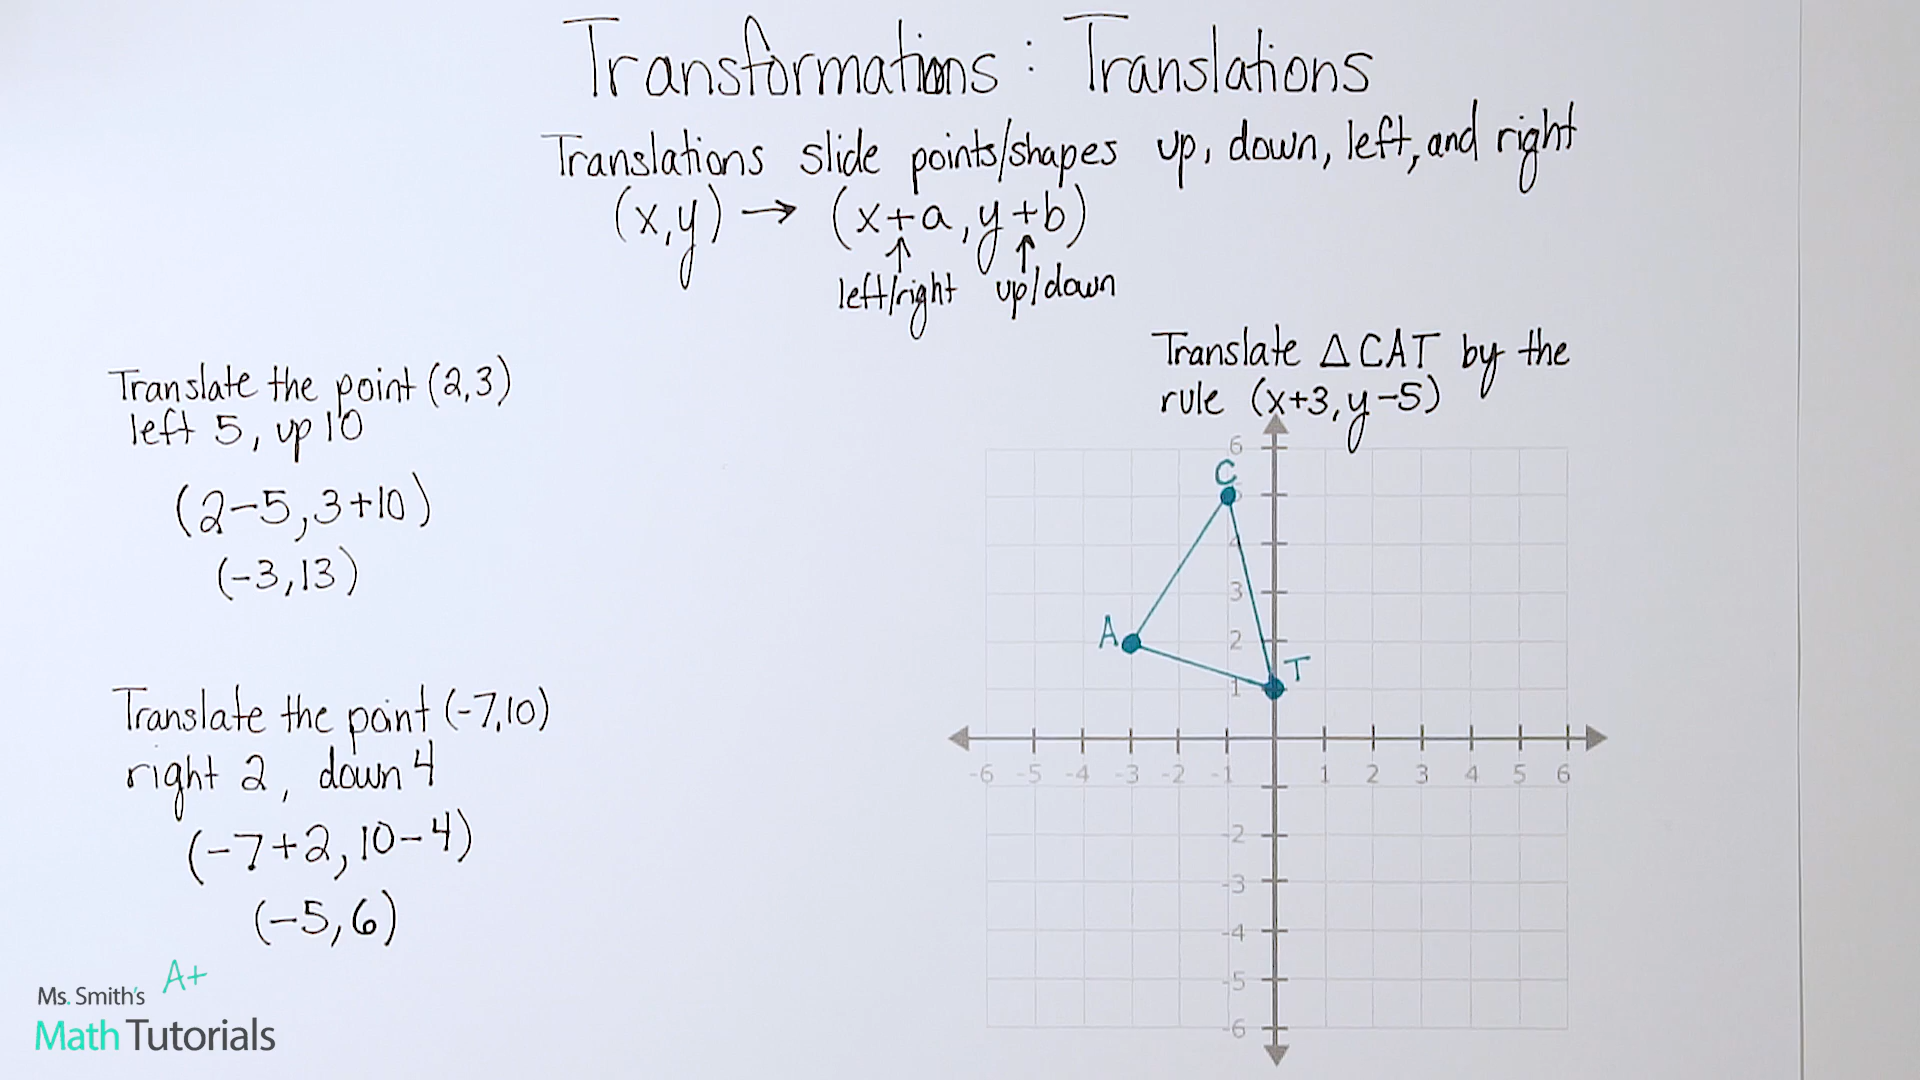 Transformations : Translations
Translations slide points/shapes up, down, left, and right
(x,y) → (x+a, y+b)
↑ ↑
left/right up/down
Translate the point (2,3)
left 5, up 10
(2-5, 3+10)
(-3,13)
Translate the point (-7,10)
right 2, down 4
(-7+2, 10-4)
(-5,6)
Translate △CAT by the
rule (x+3, y-5)
6
C
3
A
2
T
1
-6 -5 -4 -3 -2 -1 1 2 3 4 5 6
-2
-3
-4
-5
-6
A+
Ms. Smith's
Math Tutorials